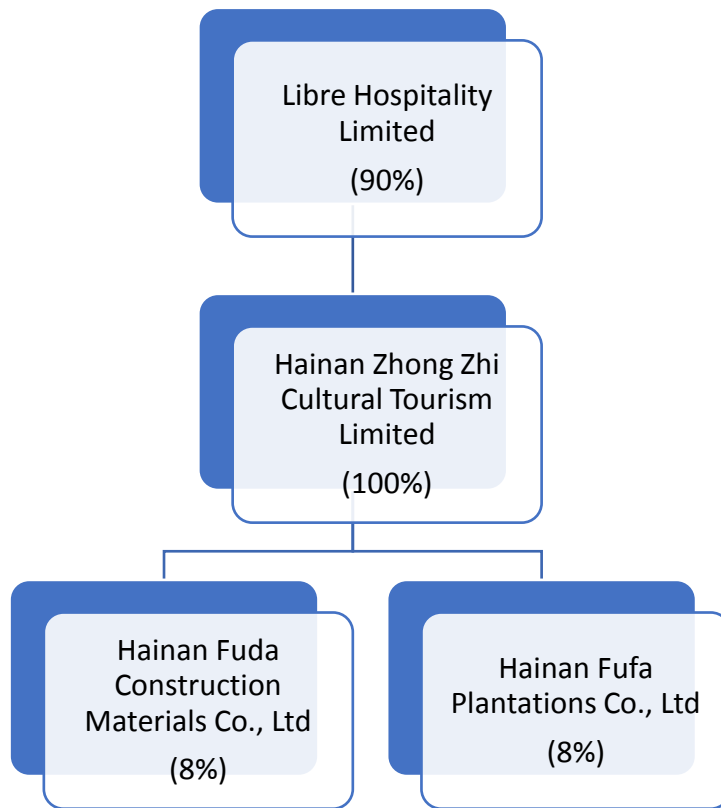 Libre Hospitality
Limited
(90%)
Hainan Zhong Zhi
Cultural Tourism
Limited
(100%)
Hainan Fuda
Construction
Materials Co., Ltd
(8%)
Hainan Fufa
Plantations Co., Ltd
(8%)